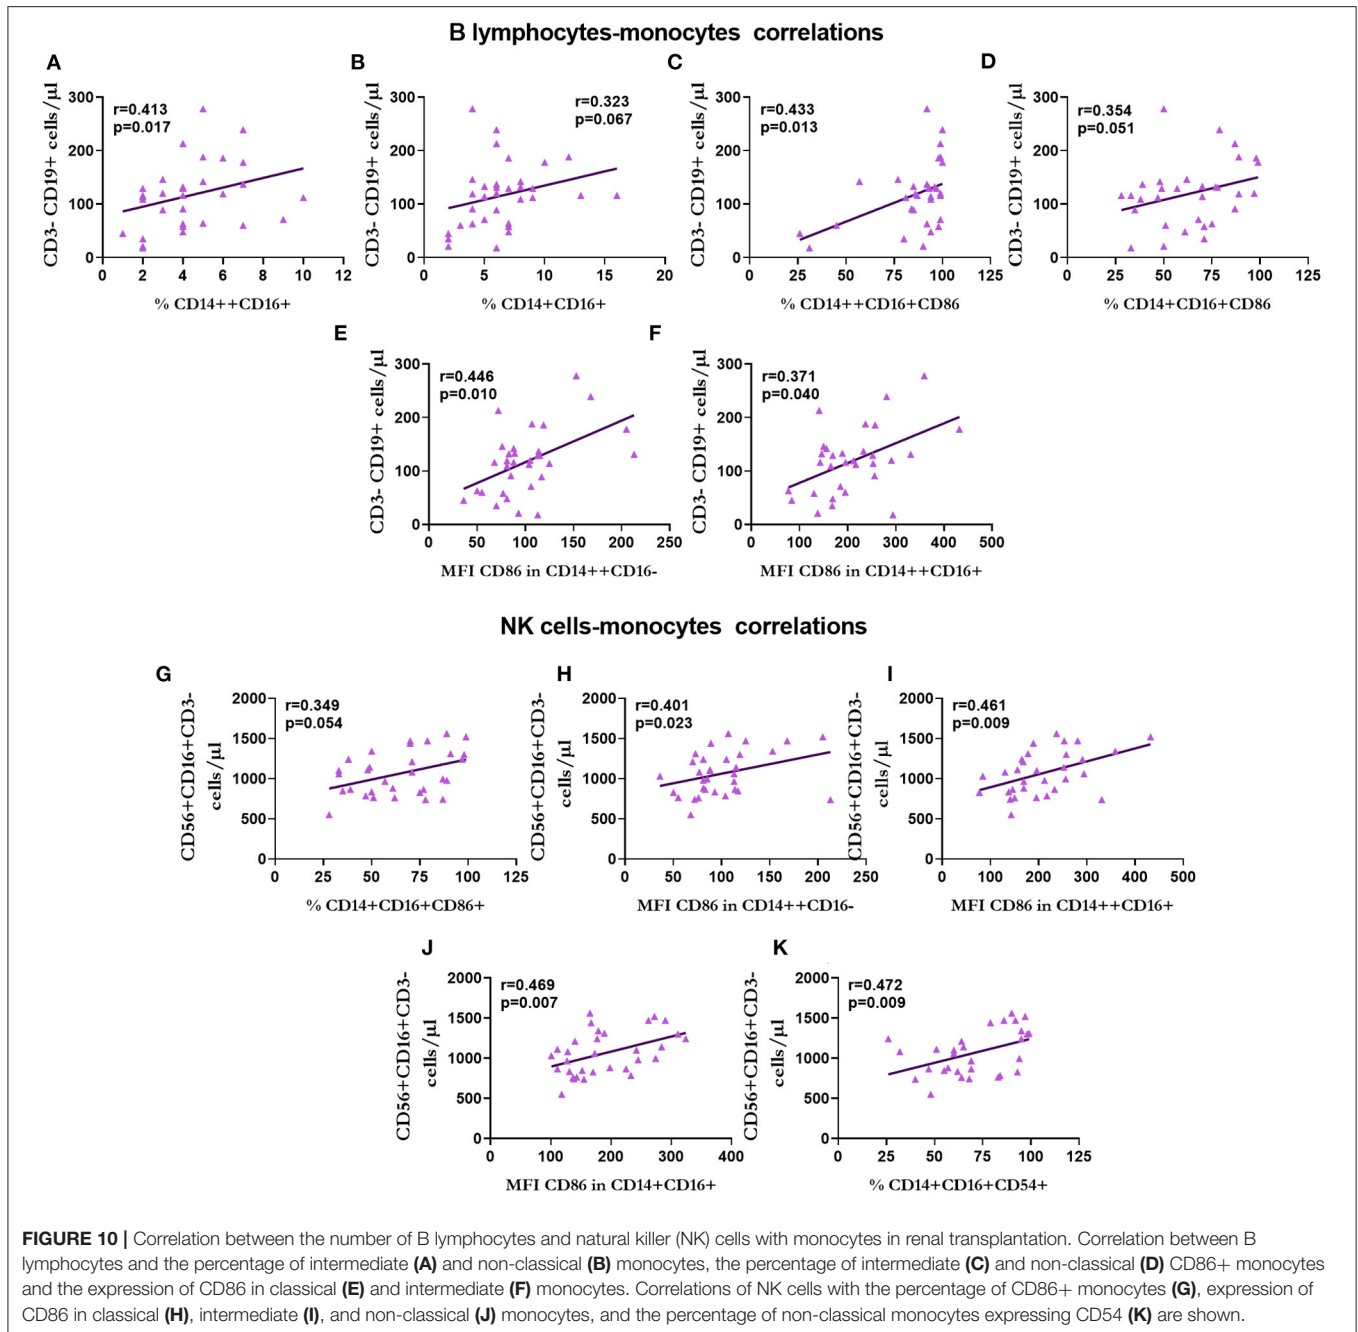 B lymphocytes-monocytes correlations
A
CD3- CD19+ cells/µl
300
200
100
0
r=0.413
p=0.017
0 2 4 6 8 10 12
% CD14++CD16+
B
CD3- CD19+ cells/µl
300
200
100
0
r=0.323
p=0.067
0 5 10 15 20
% CD14+CD16+
C
CD3- CD19+ cells/µl
300
200
100
0
r=0.433
p=0.013
0 25 50 75 100 125
% CD14++CD16+CD86
D
CD3- CD19+ cells/µl
300
200
100
0
r=0.354
p=0.051
0 25 50 75 100 125
% CD14+CD16+CD86
E
CD3- CD19+ cells/µl
300
200
100
0
r=0.446
p=0.010
0 50 100 150 200 250
MFI CD86 in CD14++CD16-
F
CD3- CD19+ cells/µl
300
200
100
0
r=0.371
p=0.040
0 100 200 300 400 500
MFI CD86 in CD14++CD16+
NK cells-monocytes correlations
G
CD56+CD16+CD3-
cells/µl
2000
1500
1000
500
0
r=0.349
p=0.054
0 25 50 75 100 125
% CD14+CD16+CD86+
H
CD56+CD16+CD3-
cells/µl
2000
1500
1000
500
0
r=0.401
p=0.023
0 50 100 150 200 250
MFI CD86 in CD14++CD16-
I
CD56+CD16+CD3-
cells/µl
2000
1500
1000
500
0
r=0.461
p=0.009
0 100 200 300 400 500
MFI CD86 in CD14++CD16+
J
CD56+CD16+CD3-
cells/µl
2000
1500
1000
500
0
r=0.469
p=0.007
0 100 200 300 400
MFI CD86 in CD14+CD16+
K
CD56+CD16+CD3-
cells/µl
2000
1500
1000
500
0
r=0.472
p=0.009
0 25 50 75 100 125
% CD14+CD16+CD54+
FIGURE 10 | Correlation between the number of B lymphocytes and natural killer (NK) cells with monocytes in renal transplantation. Correlation between B
lymphocytes and the percentage of intermediate (A) and non-classical (B) monocytes, the percentage of intermediate (C) and non-classical (D) CD86+ monocytes
and the expression of CD86 in classical (E) and intermediate (F) monocytes. Correlations of NK cells with the percentage of CD86+ monocytes (G), expression of
CD86 in classical (H), intermediate (I), and non-classical (J) monocytes, and the percentage of non-classical monocytes expressing CD54 (K) are shown.